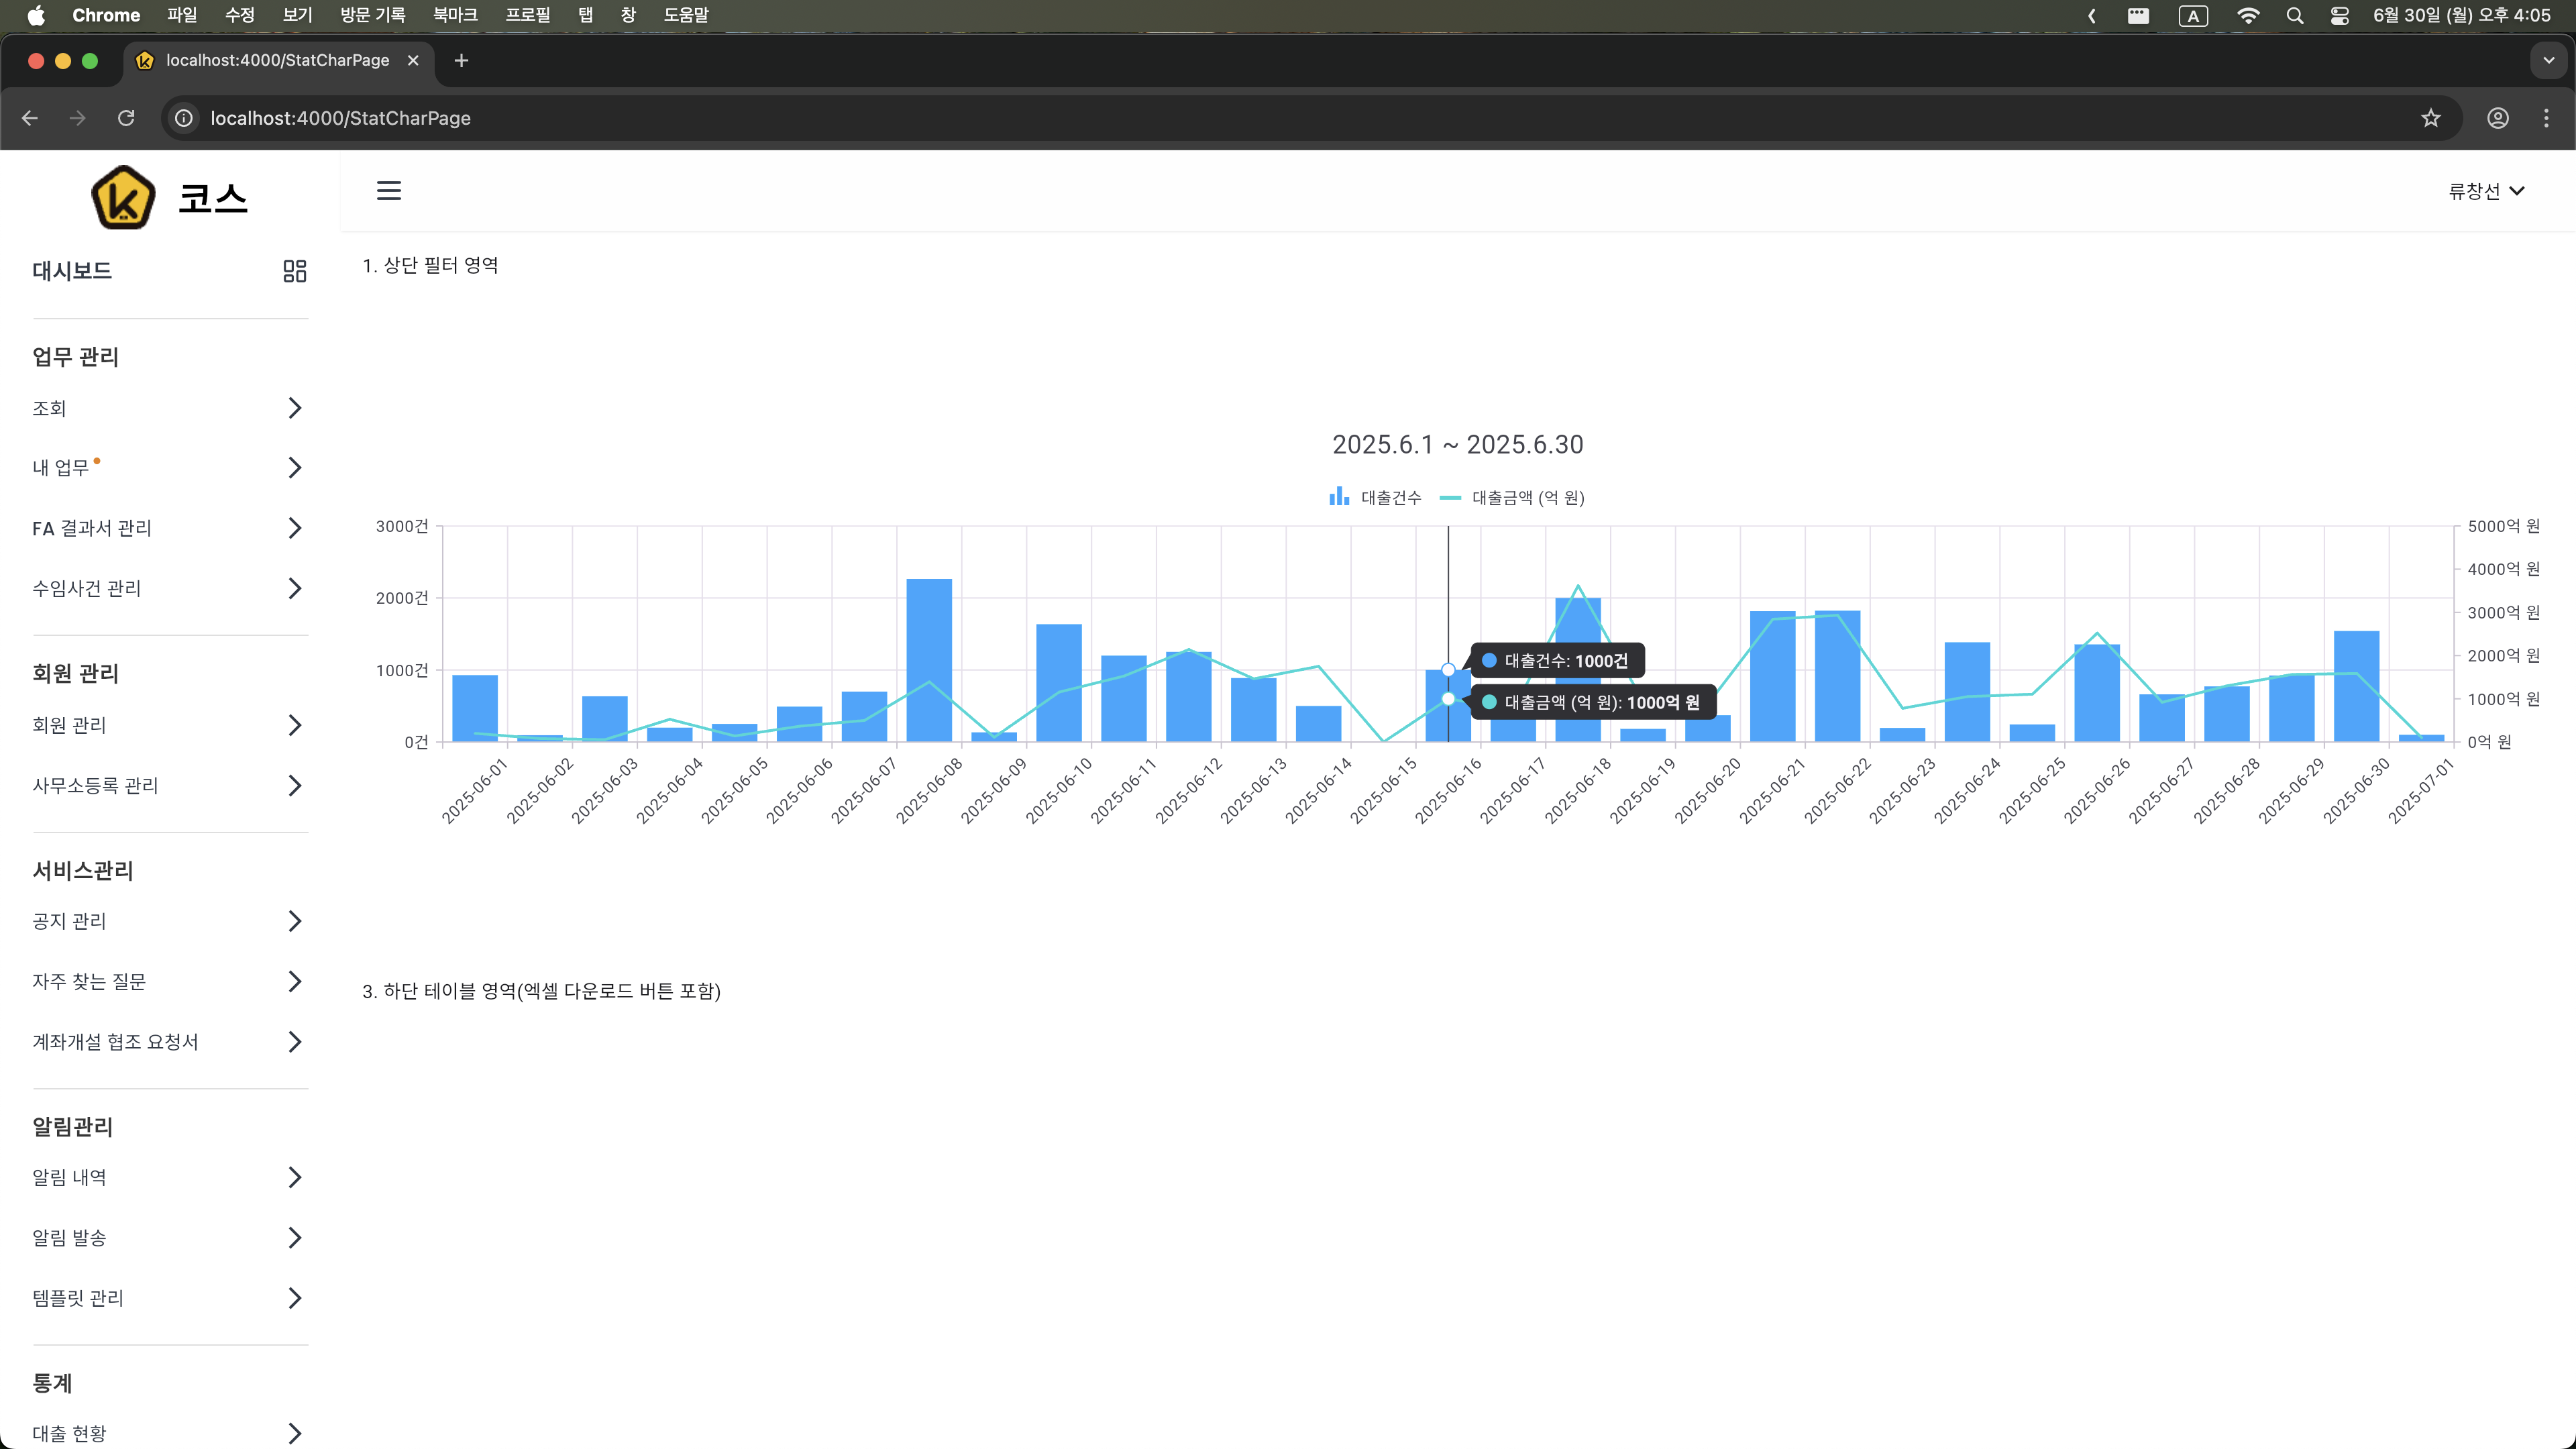 Chrome 파일 수정 보기 방문 기록 북마크 프로필 탭 창 도움말 A 6월 30일 (월) 오후 4:05
localhost:4000/StatCharPage
localhost:4000/StatCharPage
코스
류창선
대시보드
업무 관리
조회
내 업무
FA 결과서 관리
수임사건 관리
회원 관리
회원 관리
사무소등록 관리
서비스관리
공지 관리
자주 찾는 질문
계좌개설 협조 요청서
알림관리
알림 내역
알림 발송
템플릿 관리
통계
대출 현황
1. 상단 필터 영역
2025.6.1 ~ 2025.6.30
대출건수 대출금액 (억 원)
3000건
2000건
1000건
0건
5000억 원
4000억 원
3000억 원
2000억 원
1000억 원
0억 원
대출건수: 1000건
대출금액 (억 원): 1000억 원
2025-06-01
2025-06-02
2025-06-03
2025-06-04
2025-06-05
2025-06-06
2025-06-07
2025-06-08
2025-06-09
2025-06-10
2025-06-11
2025-06-12
2025-06-13
2025-06-14
2025-06-15
2025-06-16
2025-06-17
2025-06-18
2025-06-19
2025-06-20
2025-06-21
2025-06-22
2025-06-23
2025-06-24
2025-06-25
2025-06-26
2025-06-27
2025-06-28
2025-06-29
2025-06-30
2025-07-01
3. 하단 테이블 영역(엑셀 다운로드 버튼 포함)